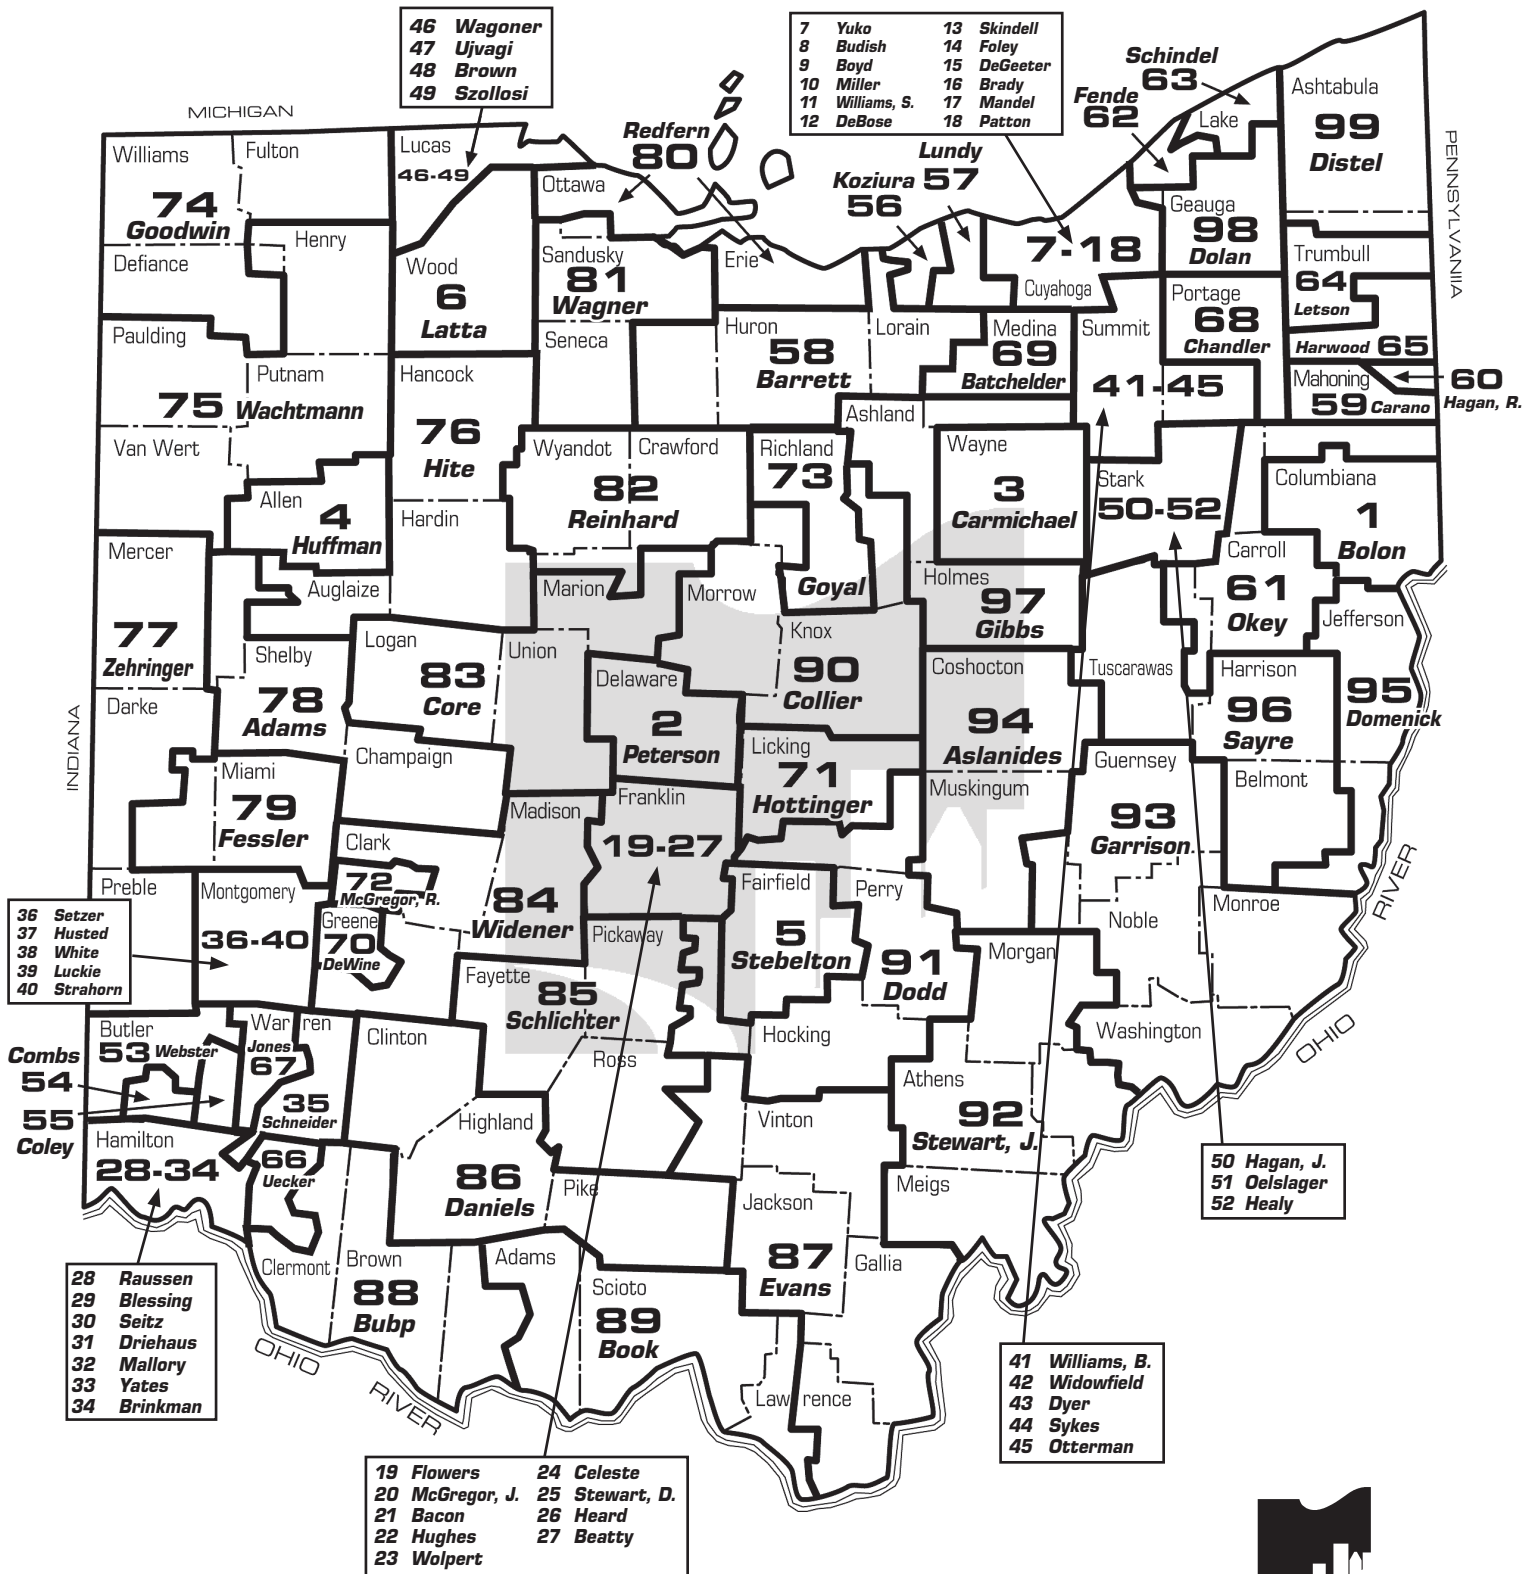 46 Wagoner
47 Ujvagi
48 Brown
49 Szollosi
7 Yuko 13 Skindell
8 Budish 14 Foley
9 Boyd 15 DeGeeter
10 Miller 16 Brady
11 Williams, S. 17 Mandel
12 DeBose 18 Patton
Schindel
63
Fende
62
Lake
Ashtabula
99
Distel
MICHIGAN
PENNSYLVANIIA
Williams
Fulton
74
Goodwin
Defiance
Henry
Lucas
46-49
Redfern
80
Ottawa
Lundy
57
Koziura
56
7-18
Cuyahoga
Geauga
98
Dolan
Trumbull
64
Letson
Harwood 65
Wood
6
Latta
Sandusky
81
Wagner
Erie
Seneca
Huron
58
Barrett
Lorain
Medina
69
Batchelder
Summit
41-45
Portage
68
Chandler
Mahoning
59 Carano
60
Hagan, R.
Paulding
Putnam
75 Wachtmann
Van Wert
Hancock
76
Hite
Allen
4
Huffman
Hardin
Wyandot
Crawford
82
Reinhard
Richland
73
Goyal
Ashland
Wayne
3
Carmichael
Stark
50-52
Columbiana
1
Bolon
Carroll
61
Okey
Jefferson
Mercer
77
Zehringer
Auglaize
Marion
Morrow
Knox
90
Collier
Holmes
97
Gibbs
Tuscarawas
Harrison
96
Sayre
95
Domenick
INDIANA
Darke
Shelby
78
Adams
Logan
83
Core
Union
Delaware
2
Peterson
Coshocton
94
Aslanides
Champaign
Licking
71
Hottinger
Muskingum
Guernsey
93
Garrison
Belmont
Miami
79
Fessler
Clark
72
McGregor, R.
Madison
84
Widener
Franklin
19-27
Fairfield
5
Stebelton
Perry
91
Dodd
Noble
Monroe
RIVER
OHIO
Preble
Montgomery
36-40
36 Setzer
37 Husted
38 White
39 Luckie
40 Strahorn
Greene
70
DeWine
Fayette
85
Schlichter
Pickaway
Morgan
Washington
Hocking
Butler
53 Webster
Combs
54
55
Coley
Warren
Jones
67
35
Schneider
Clinton
Ross
Vinton
Athens
92
Stewart, J.
Highland
Hamilton
28-34
66
Uecker
86
Daniels
Pike
Jackson
Meigs
50 Hagan, J.
51 Oelslager
52 Healy
Clermont
Brown
88
Bubp
Adams
Scioto
89
Book
87
Evans
Gallia
Lawrence
OHIO
RIVER
28 Raussen
29 Blessing
30 Seitz
31 Driehaus
32 Mallory
33 Yates
34 Brinkman
41 Williams, B.
42 Widowfield
43 Dyer
44 Sykes
45 Otterman
19 Flowers 24 Celeste
20 McGregor, J. 25 Stewart, D.
21 Bacon 26 Heard
22 Hughes 27 Beatty
23 Wolpert